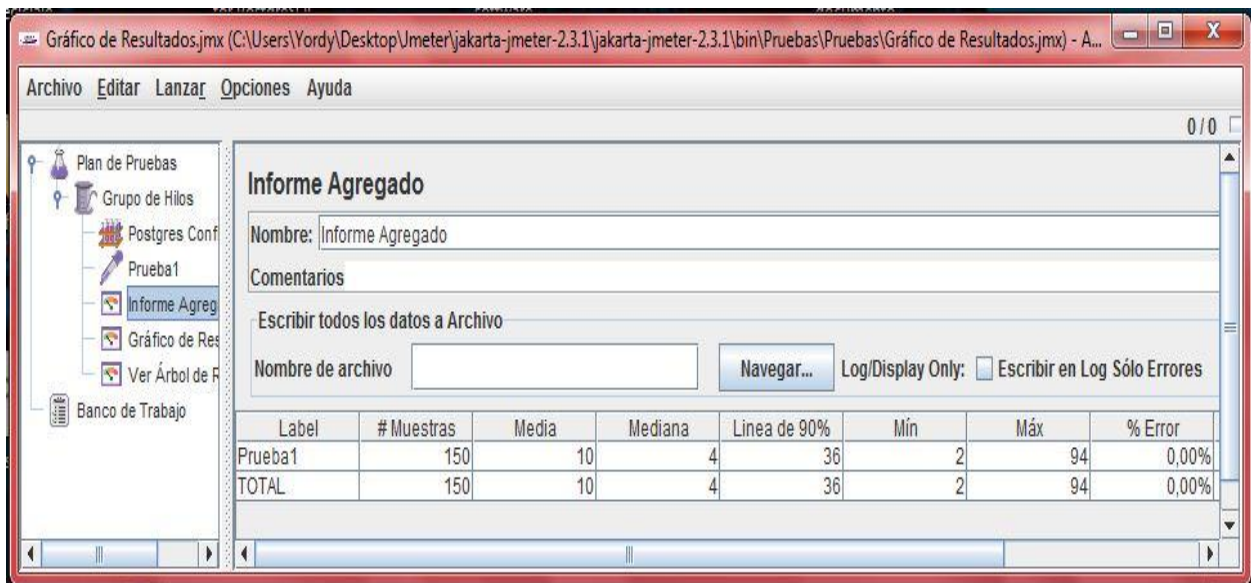 Gráfico de Resultados.jmx (C:\Users\Yordy\Desktop\Jmeter\jakarta-jmeter-2.3.1\jakarta-jmeter-2.3.1\bin\Pruebas\Pruebas\Gráfico de Resultados.jmx) - A...
Archivo Editar Lanzar Opciones Ayuda
0 / 0
Plan de Pruebas
Grupo de Hilos
Postgres Conf
Prueba1
Informe Agreg
Gráfico de Res
Ver Árbol de R
Banco de Trabajo
Informe Agregado
Nombre: Informe Agregado
Comentarios
Escribir todos los datos a Archivo
Nombre de archivo Navegar... Log/Display Only: Escribir en Log Sólo Errores
Label # Muestras Media Mediana Linea de 90% Mín Máx % Error
Prueba1 150 10 4 36 2 94 0,00%
TOTAL 150 10 4 36 2 94 0,00%